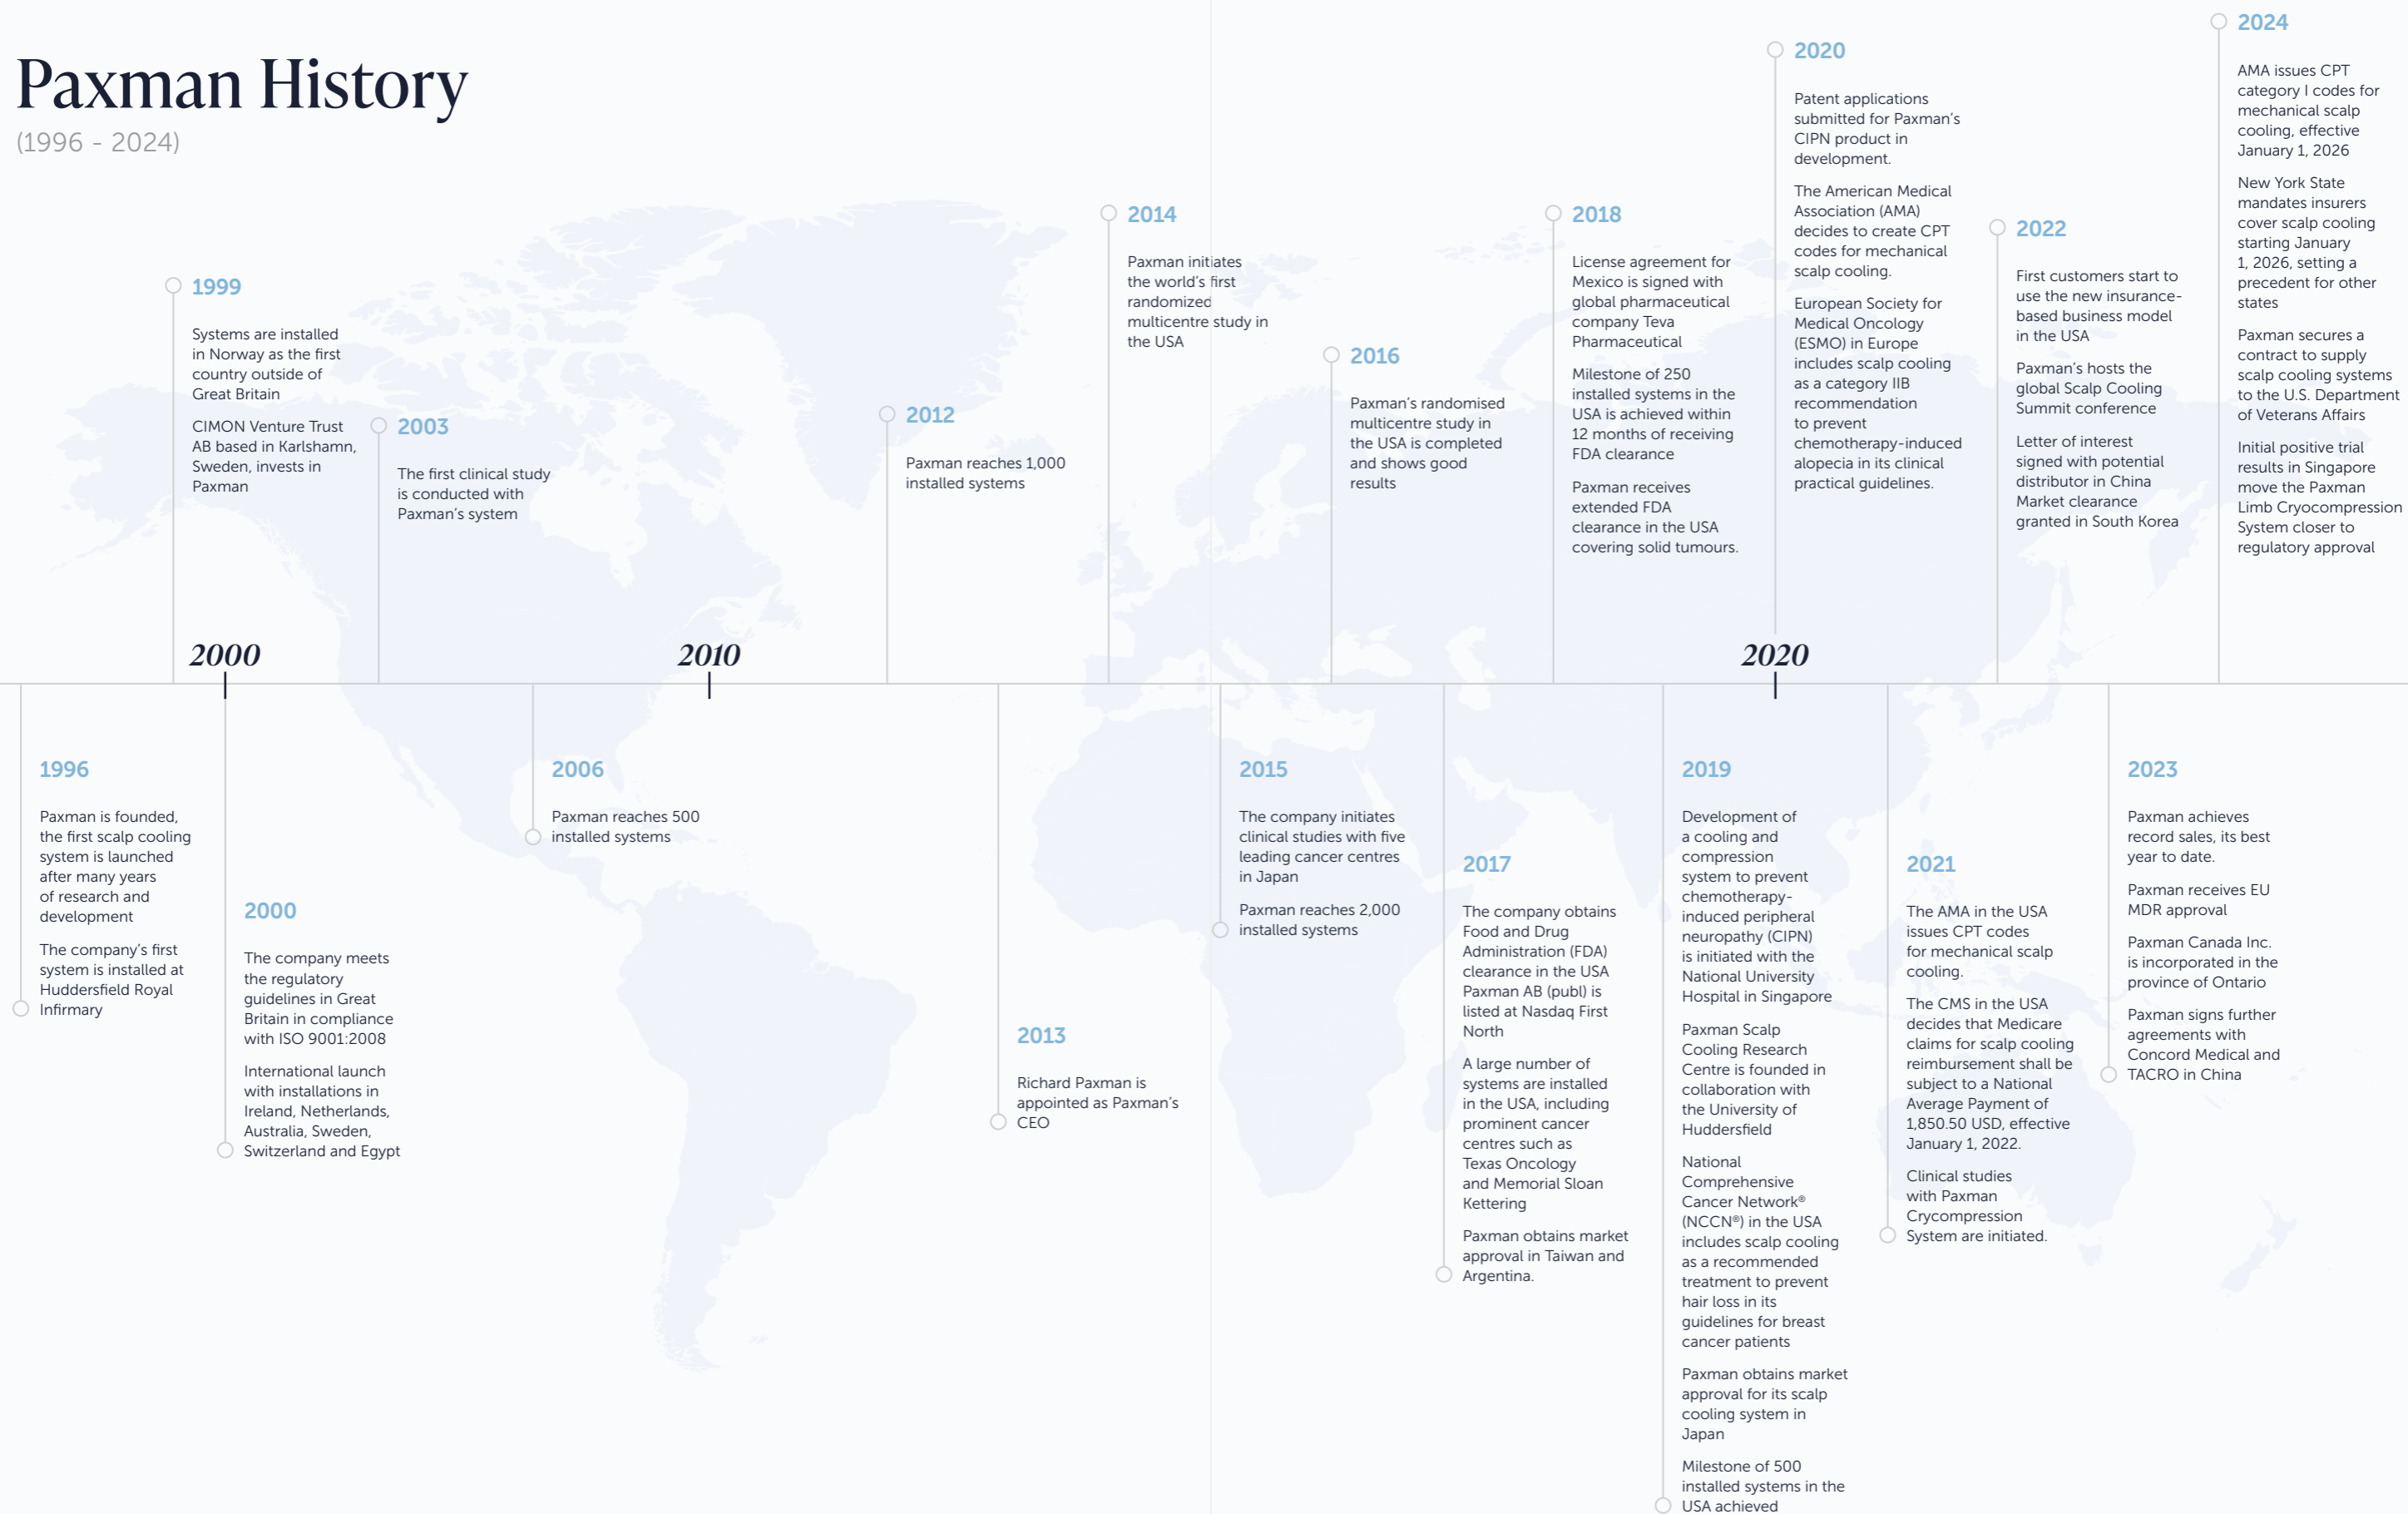 Paxman History
(1996 - 2024)
1999
Systems are installed
in Norway as the first
country outside of
Great Britain
CIMON Venture Trust
AB based in Karlshamn,
Sweden, invests in
Paxman
2003
The first clinical study
is conducted with
Paxman's system
2012
Paxman reaches 1,000
installed systems
2014
Paxman initiates
the world's first
randomized
multicentre study in
the USA
2016
Paxman's randomised
multicentre study in
the USA is completed
and shows good
results
2018
License agreement for
Mexico is signed with
global pharmaceutical
company Teva
Pharmaceutical
Milestone of 250
installed systems in the
USA is achieved within
12 months of receiving
FDA clearance
Paxman receives
extended FDA
clearance in the USA
covering solid tumours.
2020
Patent applications
submitted for Paxman's
CIPN product in
development.
The American Medical
Association (AMA)
decides to create CPT
codes for mechanical
scalp cooling.
European Society for
Medical Oncology
(ESMO) in Europe
includes scalp cooling
as a category IIB
recommendation
to prevent
chemotherapy-induced
alopecia in its clinical
practical guidelines.
2022
First customers start to
use the new insurance-
based business model
in the USA
Paxman's hosts the
global Scalp Cooling
Summit conference
Letter of interest
signed with potential
distributor in China
Market clearance
granted in South Korea
2024
AMA issues CPT
category I codes for
mechanical scalp
cooling, effective
January 1, 2026
New York State
mandates insurers
cover scalp cooling
starting January
1, 2026, setting a
precedent for other
states
Paxman secures a
contract to supply
scalp cooling systems
to the U.S. Department
of Veterans Affairs
Initial positive trial
results in Singapore
move the Paxman
Limb Cryocompression
System closer to
regulatory approval
2000
2010
2020
1996
Paxman is founded,
the first scalp cooling
system is launched
after many years
of research and
development
The company's first
system is installed at
Huddersfield Royal
Infirmary
2000
The company meets
the regulatory
guidelines in Great
Britain in compliance
with ISO 9001:2008
International launch
with installations in
Ireland, Netherlands,
Australia, Sweden,
Switzerland and Egypt
2006
Paxman reaches 500
installed systems
2013
Richard Paxman is
appointed as Paxman's
CEO
2015
The company initiates
clinical studies with five
leading cancer centres
in Japan
Paxman reaches 2,000
installed systems
2017
The company obtains
Food and Drug
Administration (FDA)
clearance in the USA
Paxman AB (publ) is
listed at Nasdaq First
North
A large number of
systems are installed
in the USA, including
prominent cancer
centres such as
Texas Oncology
and Memorial Sloan
Kettering
Paxman obtains market
approval in Taiwan and
Argentina.
2019
Development of
a cooling and
compression
system to prevent
chemotherapy-
induced peripheral
neuropathy (CIPN)
is initiated with the
National University
Hospital in Singapore
Paxman Scalp
Cooling Research
Centre is founded in
collaboration with
the University of
Huddersfield
National
Comprehensive
Cancer Network®
(NCCN®) in the USA
includes scalp cooling
as a recommended
treatment to prevent
hair loss in its
guidelines for breast
cancer patients
Paxman obtains market
approval for its scalp
cooling system in
Japan
Milestone of 500
installed systems in the
USA achieved
2021
The AMA in the USA
issues CPT codes
for mechanical scalp
cooling.
The CMS in the USA
decides that Medicare
claims for scalp cooling
reimbursement shall be
subject to a National
Average Payment of
1,850.50 USD, effective
January 1, 2022.
Clinical studies
with Paxman
Crycompression
System are initiated.
2023
Paxman achieves
record sales, its best
year to date.
Paxman receives EU
MDR approval
Paxman Canada Inc.
is incorporated in the
province of Ontario
Paxman signs further
agreements with
Concord Medical and
TACRO in China